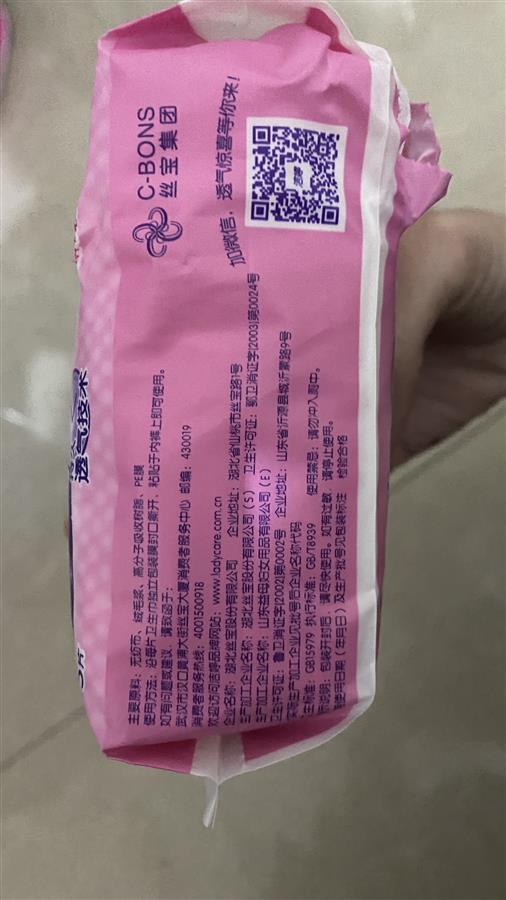 C-BONS
丝宝集团
加微信，透气惊喜等你来！
透气技术
主要原料：无纺布、绒毛浆、高分子吸收树脂、PE膜
使用方法：沿每片卫生巾独立包装膜封口撕开，粘贴于内裤上即可使用。
如有问题或建议，请致函于：
武汉市汉口黄浦大街丝宝大厦消费者服务中心 邮编：430019
消费者服务热线：4001500918
欢迎访问洁婷品牌网站：www.ladycare.com.cn
企业名称：湖北丝宝股份有限公司 企业地址：湖北省仙桃市丝宝路1号
生产加工企业名称：湖北丝宝股份有限公司(S) 卫生许可证：鄂卫消证字[2003]第0024号
生产加工企业名称：山东益母妇女用品有限公司(E)
卫生许可证：鲁卫消证字[2002]第0002号 企业地址：山东省沂源县城沂蒙路9号
实际生产加工企业见批号后企业名称代码
生标准：GB15979 执行标准：GB/T8939 使用禁忌：请勿冲入厕中。
标说明：包装开封后，请尽快使用。如有过敏，请停止使用。
限使用日期（年月日）及生产批号见包装标注 检验合格